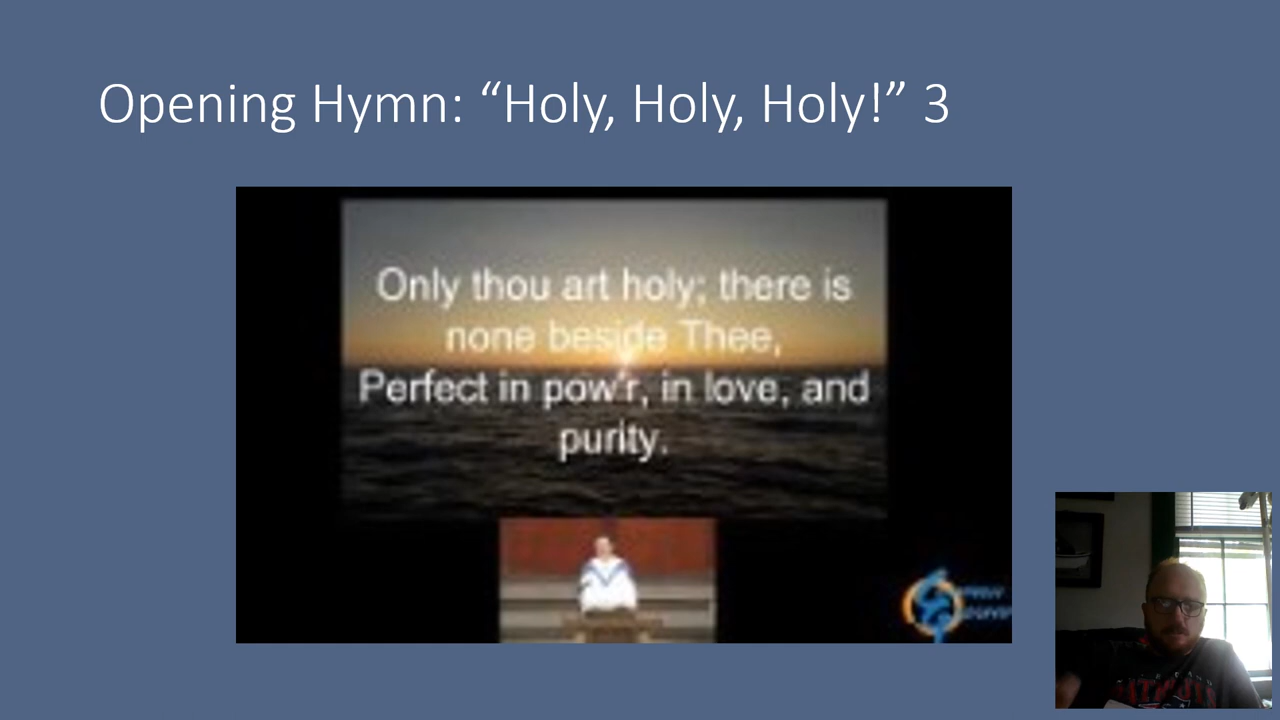 Opening Hymn: “Holy, Holy, Holy!” 3
Only thou art holy; there is
none beside Thee,
Perfect in pow'r, in love, and
purity.